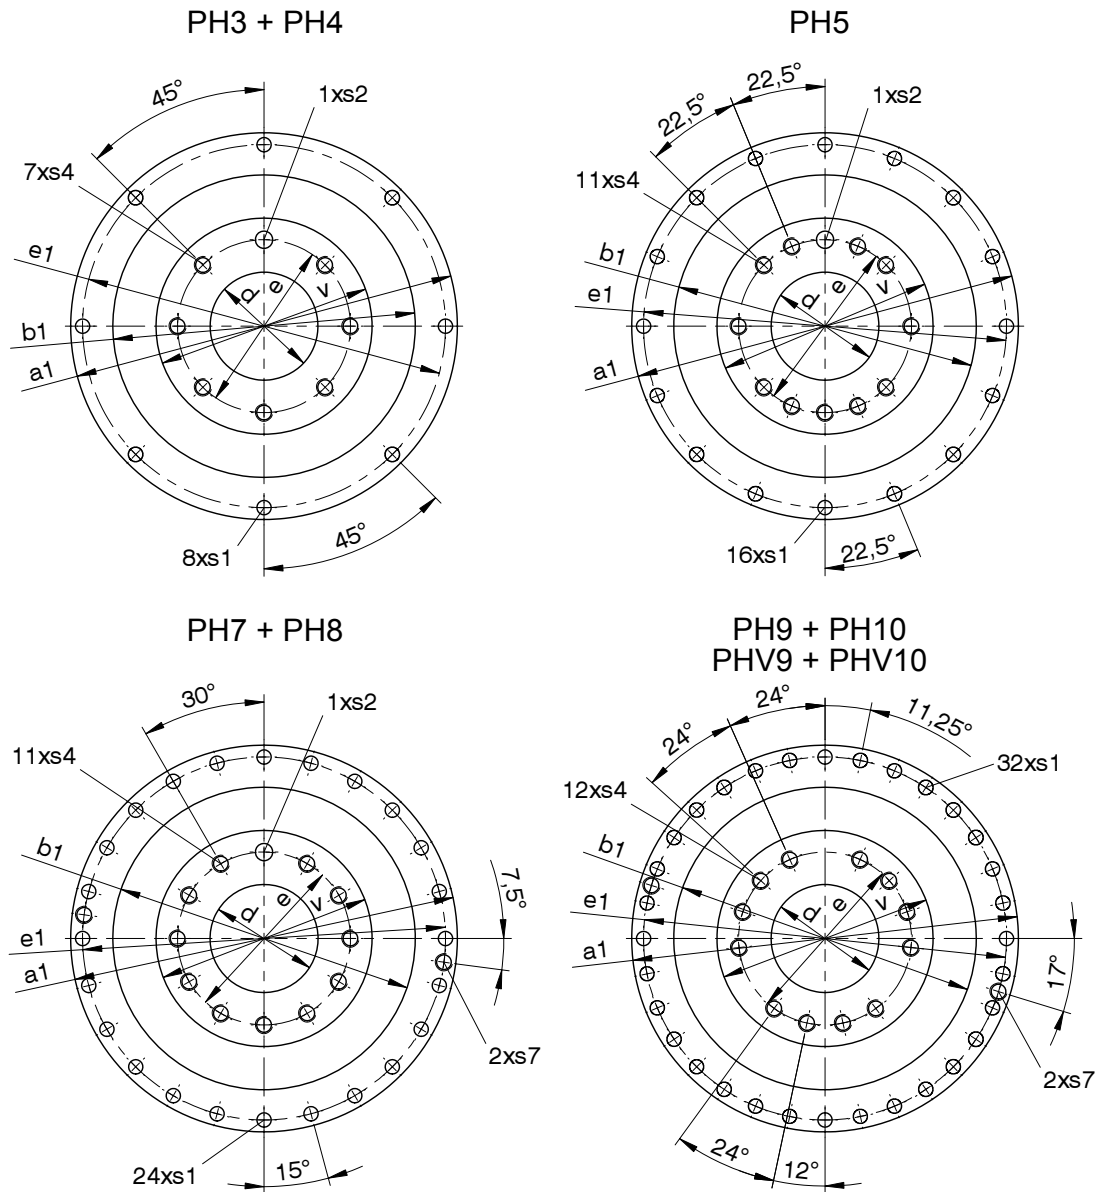 PH3 + PH4
45°
1xs2
7xs4
e1
d
e
v
b1
a1
8xs1
45°
PH5
22,5°
22,5°
1xs2
11xs4
b1
e1
d
e
v
a1
16xs1
22,5°
PH7 + PH8
30°
1xs2
11xs4
b1
d
e
v
7,5°
e1
a1
2xs7
24xs1
15°
PH9 + PH10
PHV9 + PHV10
24°
24°
11,25°
32xs1
12xs4
b1
e1
d
e
v
a1
17°
2xs7
24°
12°